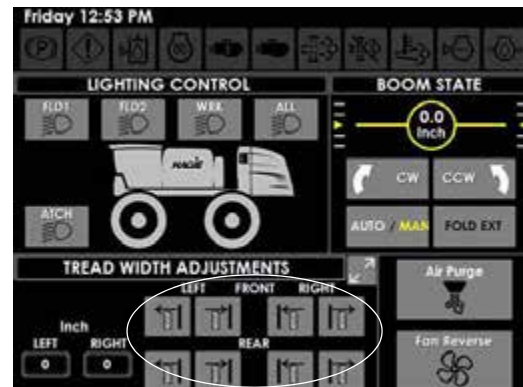 Friday 12:53 PM
LIGHTING CONTROL
FLD1 FLD2 WRK ALL
HAGIE
ATCH
BOOM STATE
0.0
Inch
CW CCW
AUTO / MAN FOLD EXT
TREAD WIDTH ADJUSTMENTS
LEFT FRONT RIGHT
Inch
LEFT RIGHT
0 0
REAR
Air Purge
Fan Reverse